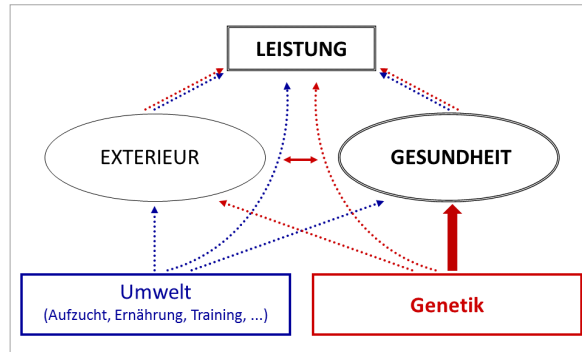 LEISTUNG
EXTERIEUR
GESUNDHEIT
Umwelt
(Aufzucht, Ernährung, Training, ...)
Genetik